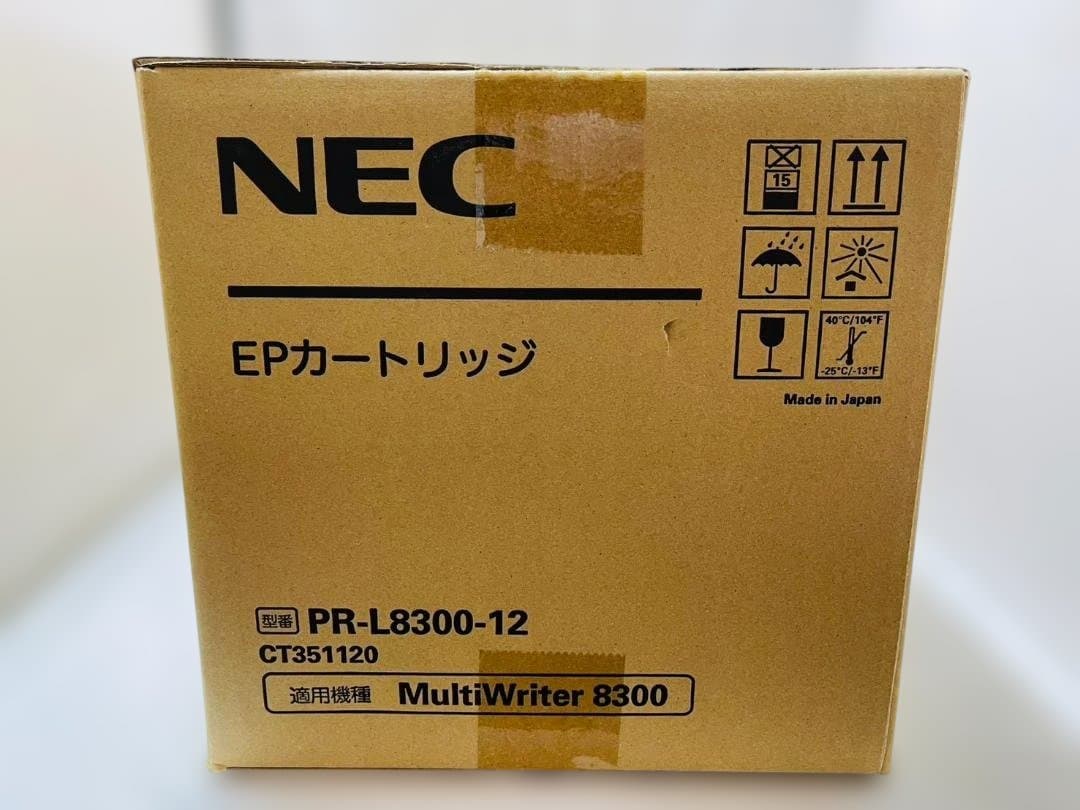 NEC
15
EPカートリッジ
40°C/104°F
-25°C/-13°F
Made in Japan
型番 PR-L8300-12
CT351120
適用機種 MultiWriter 8300